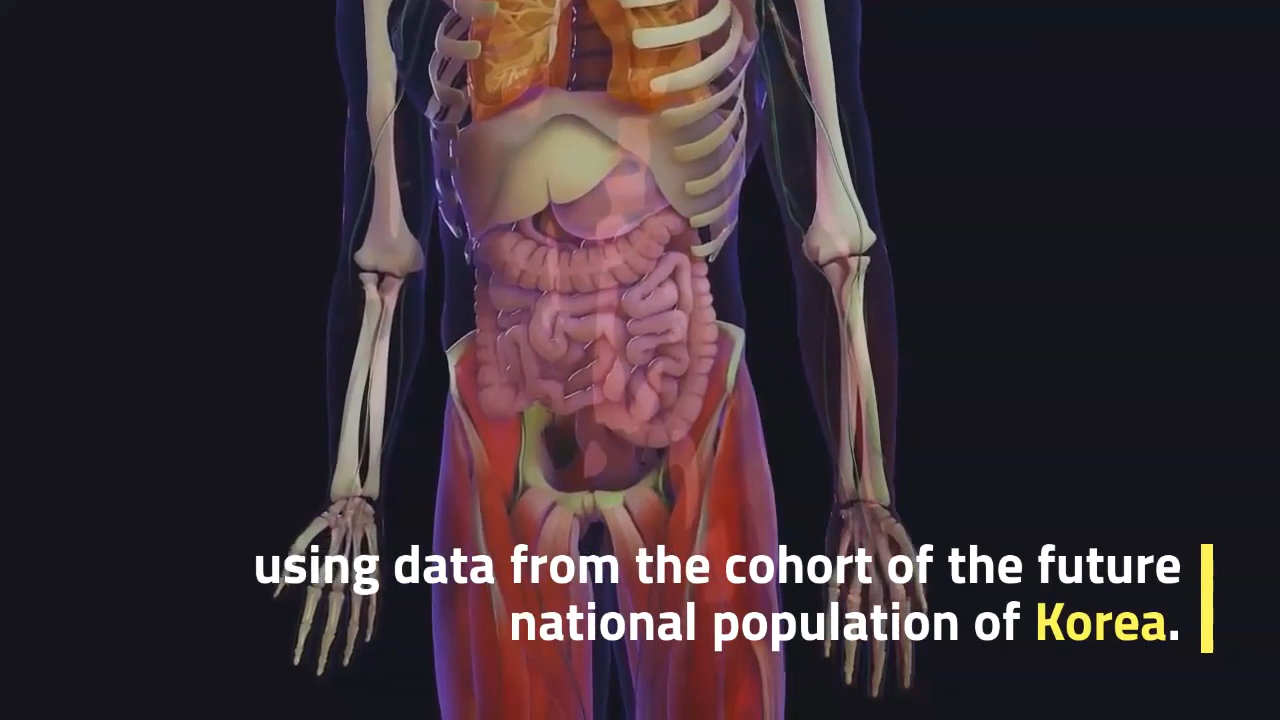 using data from the cohort of the future
national population of Korea.